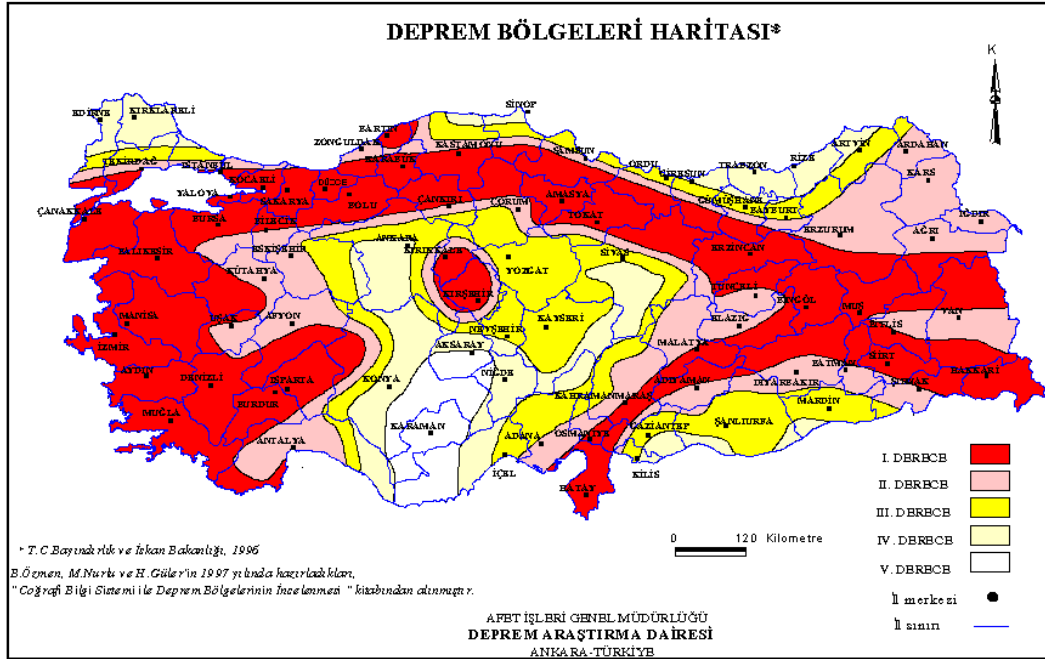 DEPREM BÖLGELERİ HARİTASI*
K
SİNOP
EDİRNE
KIRKLARELİ
BARTIN
ZONGULDAK
KASTAMONU
SAMSUN
ARTVİN
ARDAHAN
TEKİRDAĞ
İSTANBUL
KARABÜK
ORDU
GİRESUN
TRABZON
RİZE
KARS
KOCAELİ
YALOVA
SAKARYA
DÜZCE
BOLU
ÇANKIRI
AMASYA
GÜMÜŞHANE
BAYBURT
ÇANAKKALE
BURSA
BİLECİK
ÇORUM
TOKAT
IĞDIR
ERZURUM
AĞRI
ANKARA
ERZİNCAN
BALIKESİR
ESKİŞEHİR
KIRIKKALE
YOZGAT
SİVAS
KÜTAHYA
KIRŞEHİR
TUNCELİ
BİNGÖL
MUŞ
VAN
MANİSA
UŞAK
AFYON
NEVŞEHİR
KAYSERİ
ELAZIĞ
BİTLİS
İZMİR
AKSARAY
MALATYA
SİİRT
AYDIN
DENİZLİ
ISPARTA
KONYA
NİĞDE
ADIYAMAN
DİYARBAKIR
BATMAN
ŞIRNAK
HAKKARİ
BURDUR
KAHRAMANMARAŞ
MARDİN
MUĞLA
KARAMAN
ANTALYA
ADANA
OSMANİYE
GAZİANTEP
ŞANLIURFA
İÇEL
KİLİS
HATAY
I. DERECE
II. DERECE
III. DERECE
IV. DERECE
V. DERECE
İl merkezi
İl sınırı
0 120 Kilometre
* T.C.Bayındırlık ve İskan Bakanlığı, 1996
B.Özmen, M.Nurlu ve H.Güler'in 1997 yılında hazırladıkları,
"Coğrafi Bilgi Sistemi ile Deprem Bölgelerinin İncelenmesi" kitabından alınmıştır.
AFET İŞLERİ GENEL MÜDÜRLÜĞÜ
DEPREM ARAŞTIRMA DAİRESİ
ANKARA-TÜRKİYE